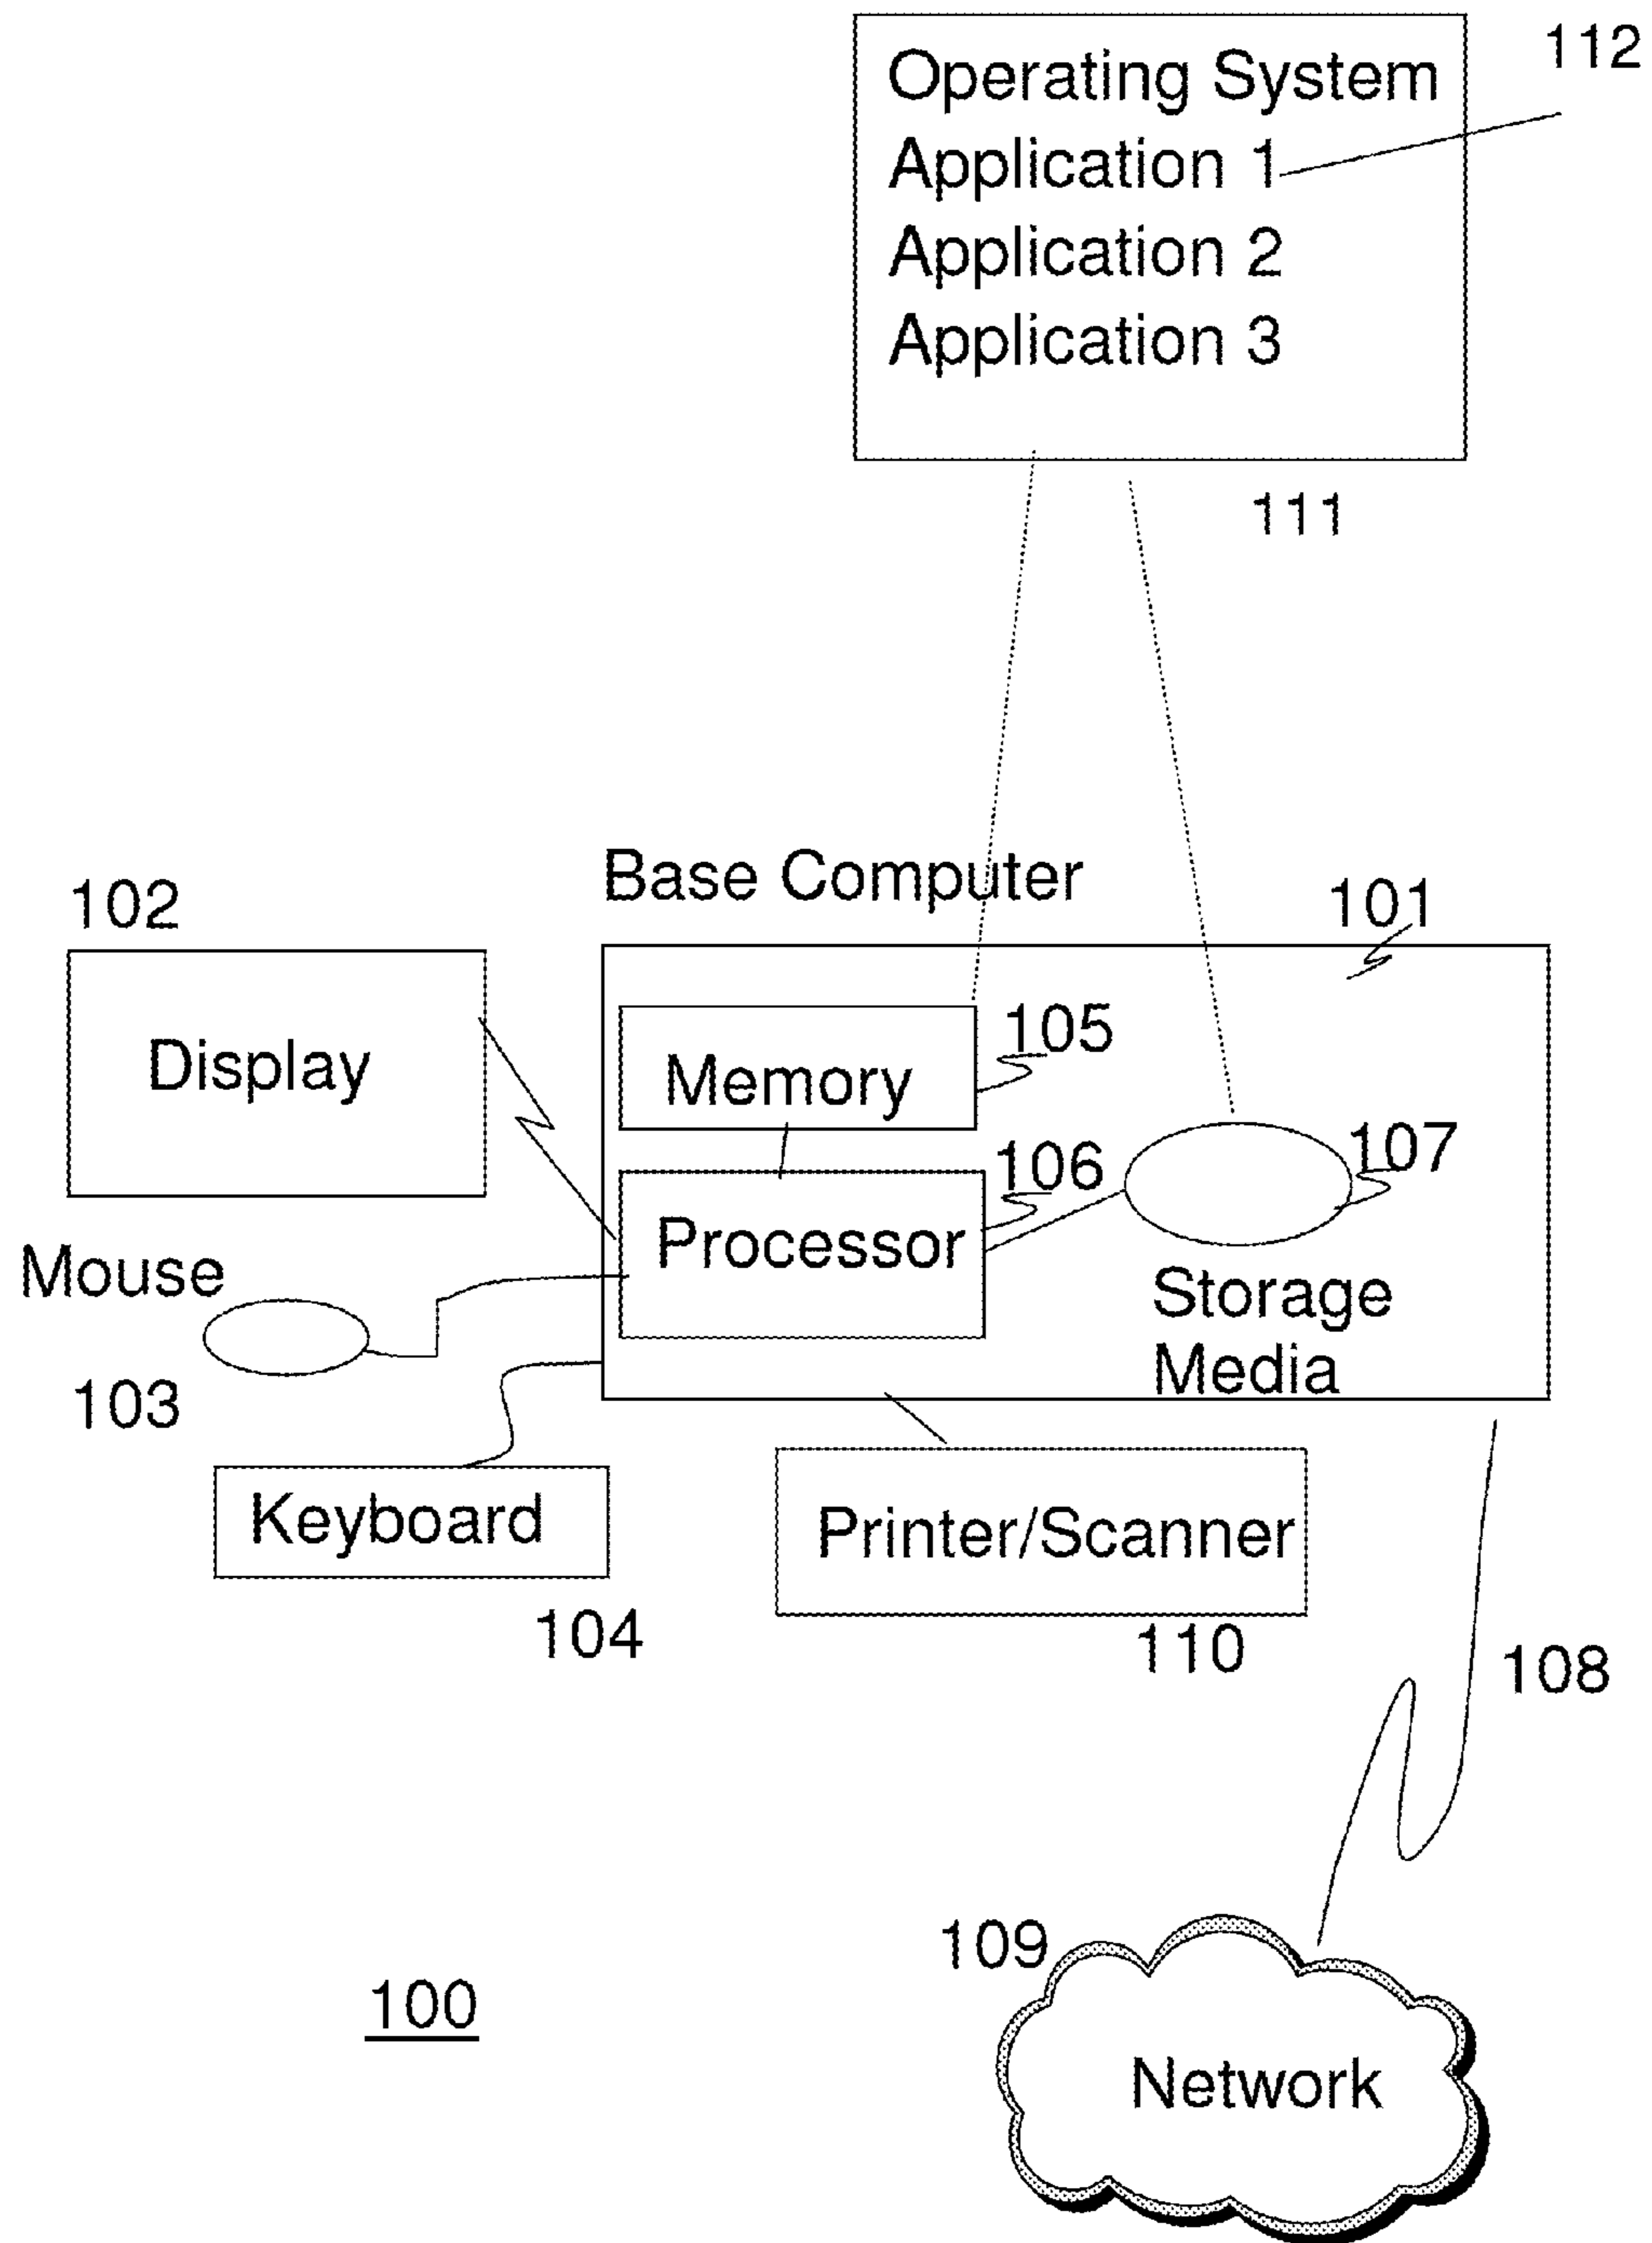 112
Operating System
Application 1
Application 2
Application 3
111
Base Computer
102
101
Display
Memory
105
106
107
Processor
Mouse
Storage
Media
103
Keyboard
Printer/Scanner
104
110
108
109
100
Network